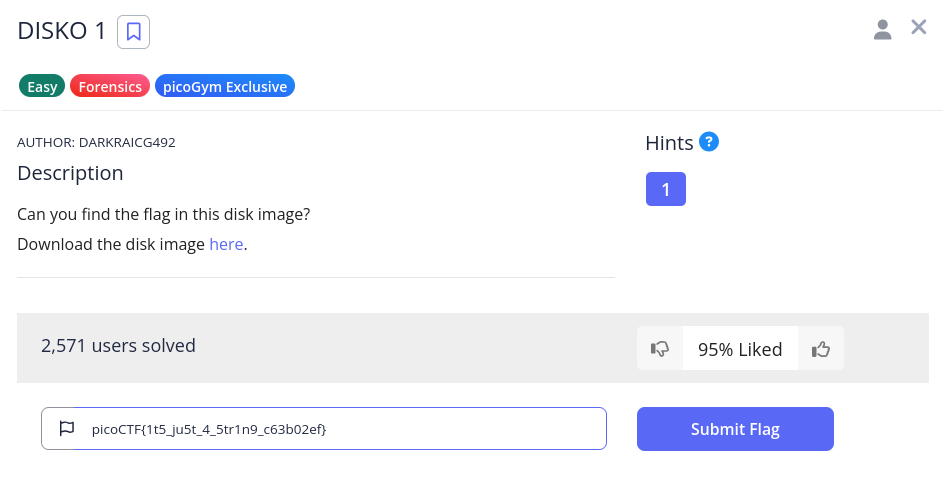 DISKO 1
Easy Forensics picoGym Exclusive
AUTHOR: DARKRAICG492
Description
Can you find the flag in this disk image?
Download the disk image here.
Hints ?
1
2,571 users solved
95% Liked
picoCTF{1t5_ju5t_4_5tr1n9_c63b02ef}
Submit Flag